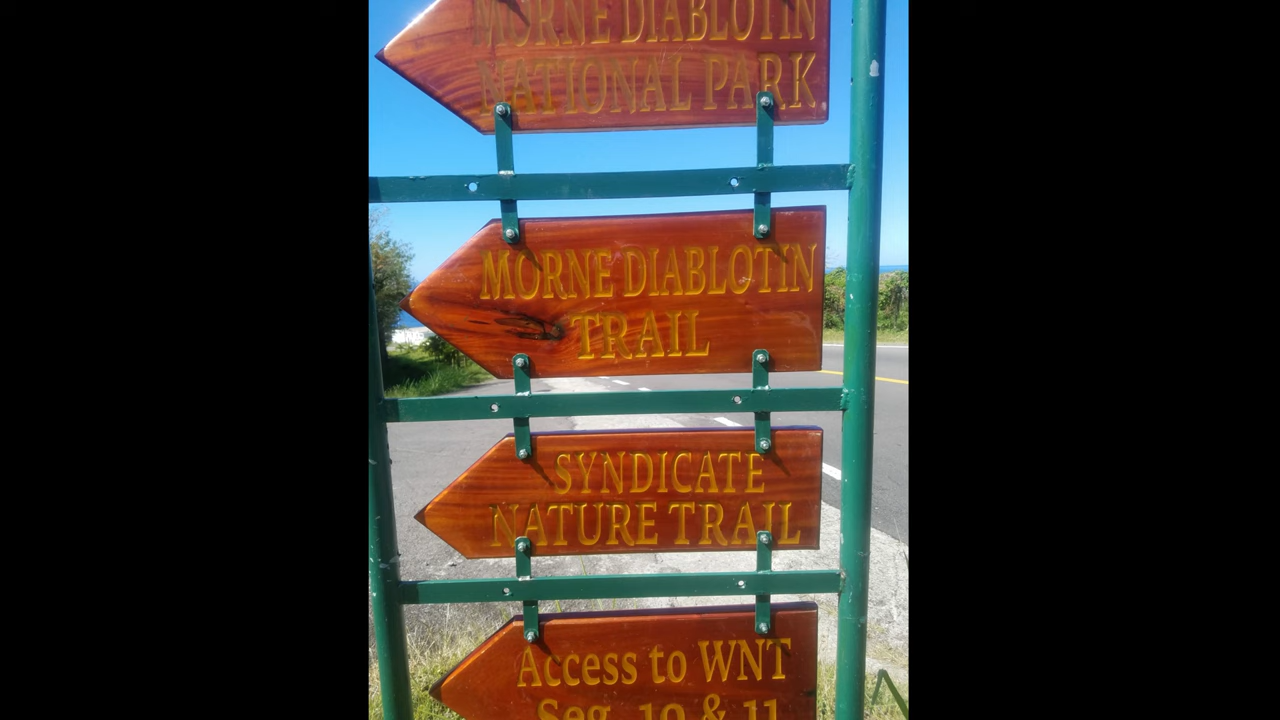 MORNE DIABLOTIN
NATIONAL PARK
MORNE DIABLOTIN
TRAIL
SYNDICATE
NATURE TRAIL
Access to WNT
Seg. 10 & 11